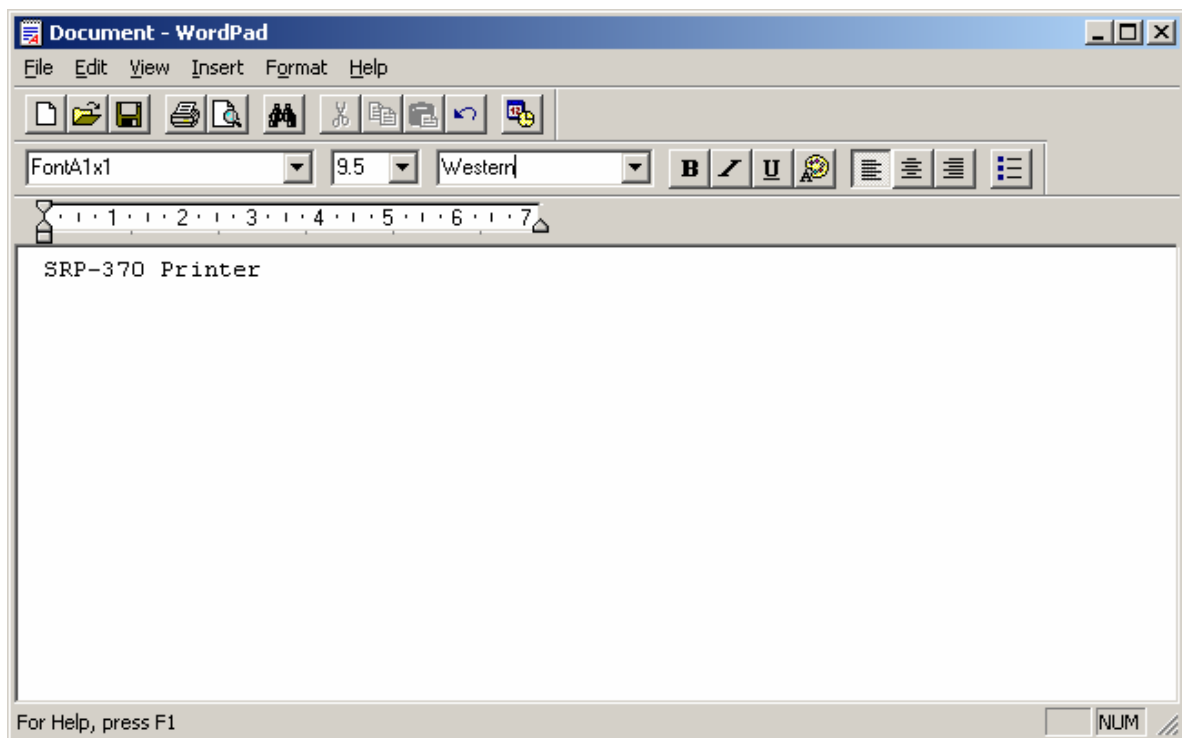 Document - WordPad
File Edit View Insert Format Help
FontA1x1 9.5 Western B / U
1 2 3 4 5 6 7
SRP-370 Printer
For Help, press F1 NUM